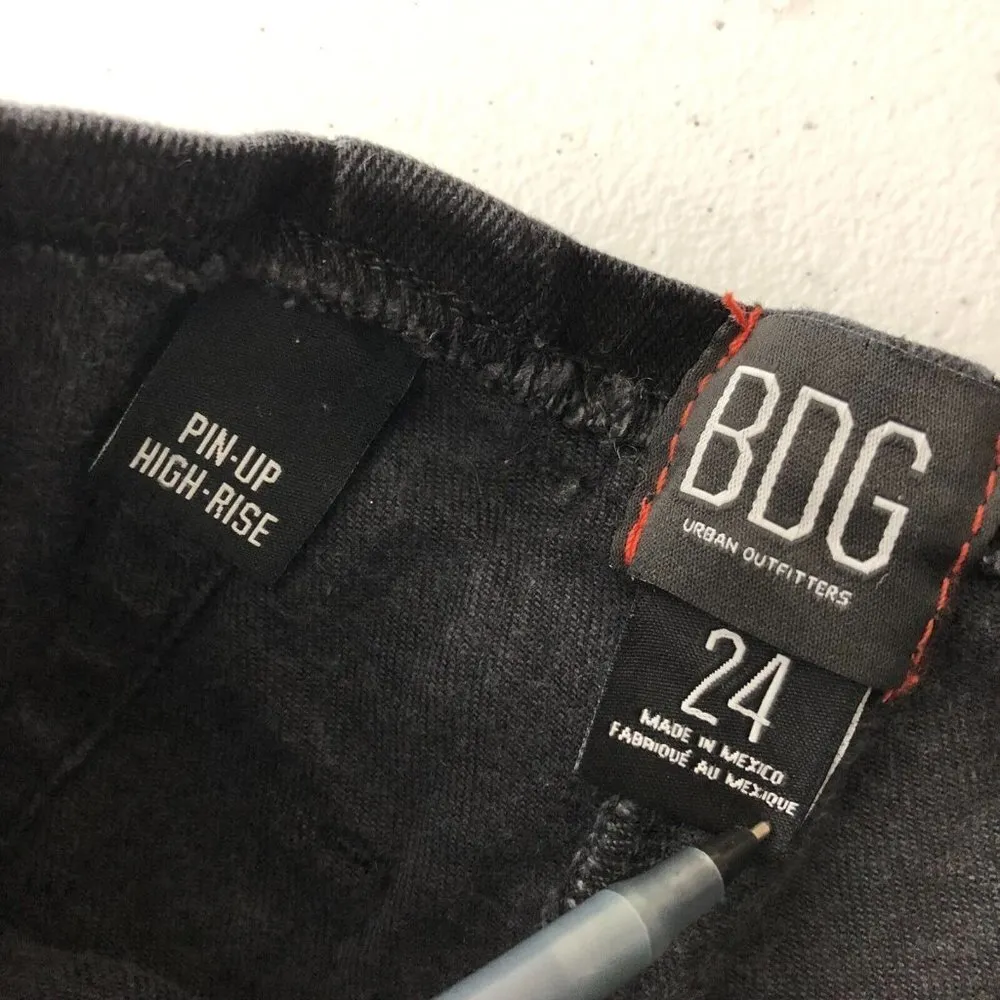 PIN-UP
HIGH-RISE
BDG
URBAN OUTFITTERS
24
MADE IN MEXICO
FABRIQUÉ AU MEXIQUE